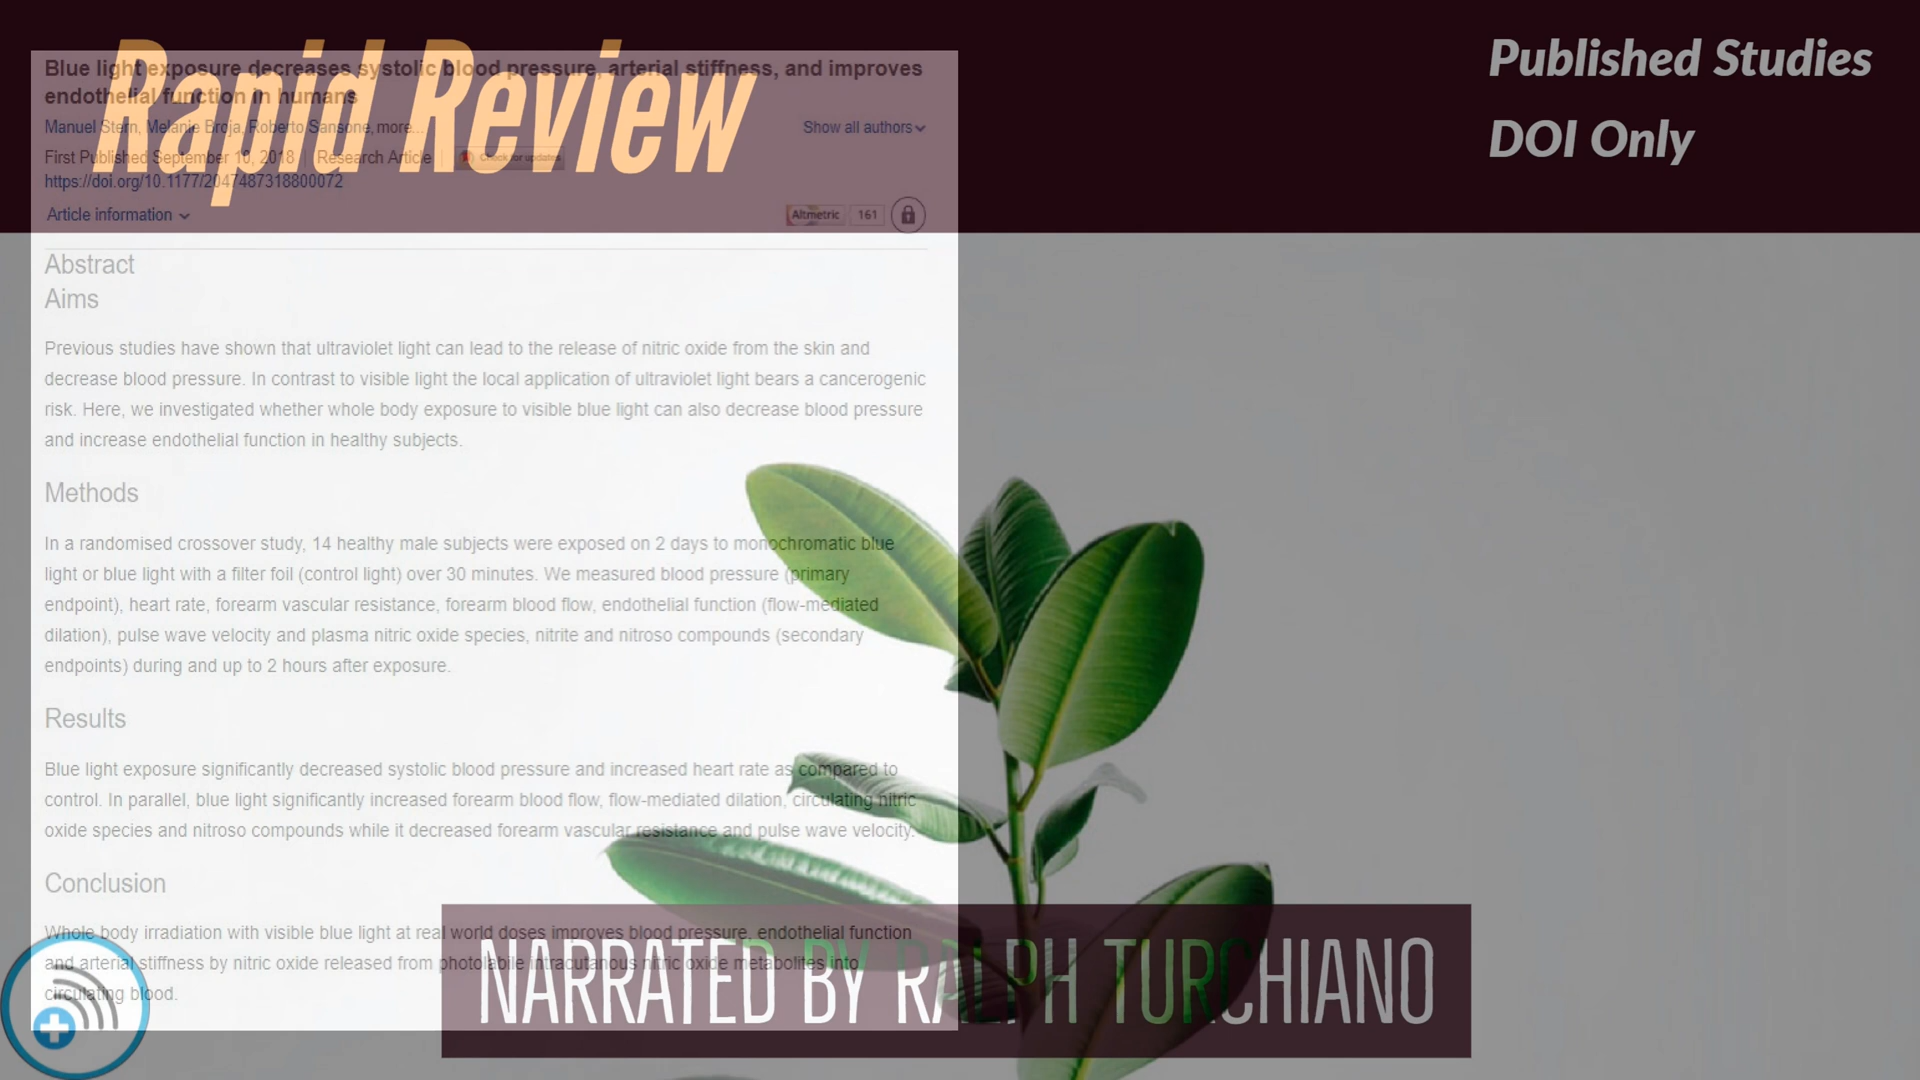 Rapid Review
Published Studies
DOI Only
Blue light exposure decreases systolic blood pressure, arterial stiffness, and improves
endothelial function in humans
Manuel Stern, Melanie Broja, Roberto Sansone, more...
Show all authors
First Published September 10, 2018 | Research Article | Check for updates
https://doi.org/10.1177/2047487318800072
Article information
Altmetric 161
Abstract
Aims
Previous studies have shown that ultraviolet light can lead to the release of nitric oxide from the skin and
decrease blood pressure. In contrast to visible light the local application of ultraviolet light bears a cancerogenic
risk. Here, we investigated whether whole body exposure to visible blue light can also decrease blood pressure
and increase endothelial function in healthy subjects.
Methods
In a randomised crossover study, 14 healthy male subjects were exposed on 2 days to monochromatic blue
light or blue light with a filter foil (control light) over 30 minutes. We measured blood pressure (primary
endpoint), heart rate, forearm vascular resistance, forearm blood flow, endothelial function (flow-mediated
dilation), pulse wave velocity and plasma nitric oxide species, nitrite and nitroso compounds (secondary
endpoints) during and up to 2 hours after exposure.
Results
Blue light exposure significantly decreased systolic blood pressure and increased heart rate as compared to
control. In parallel, blue light significantly increased forearm blood flow, flow-mediated dilation, circulating nitric
oxide species and nitroso compounds while it decreased forearm vascular resistance and pulse wave velocity.
Conclusion
Whole body irradiation with visible blue light at real world doses improves blood pressure, endothelial function
and arterial stiffness by nitric oxide released from photolabile intracutanous nitric oxide metabolites into
circulating blood.
NARRATED BY RALPH TURCHIANO